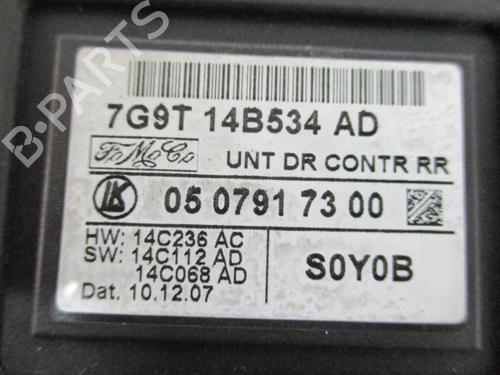 B-PARTS
7G9T 14B534 AD
FoMoCo UNT DR CONTR RR
LK 05 0791 73 00
HW: 14C236 AC
SW: 14C112 AD
14C068 AD
S0Y0B
Dat. 10.12.07